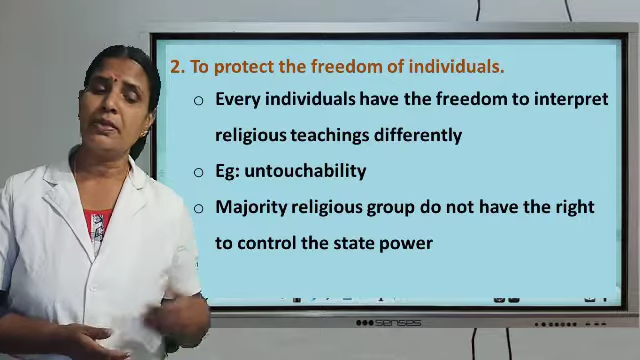 2. To protect the freedom of individuals.
○ Every individuals have the freedom to interpret
religious teachings differently
○ Eg: untouchability
○ Majority religious group do not have the right
to control the state power
senses